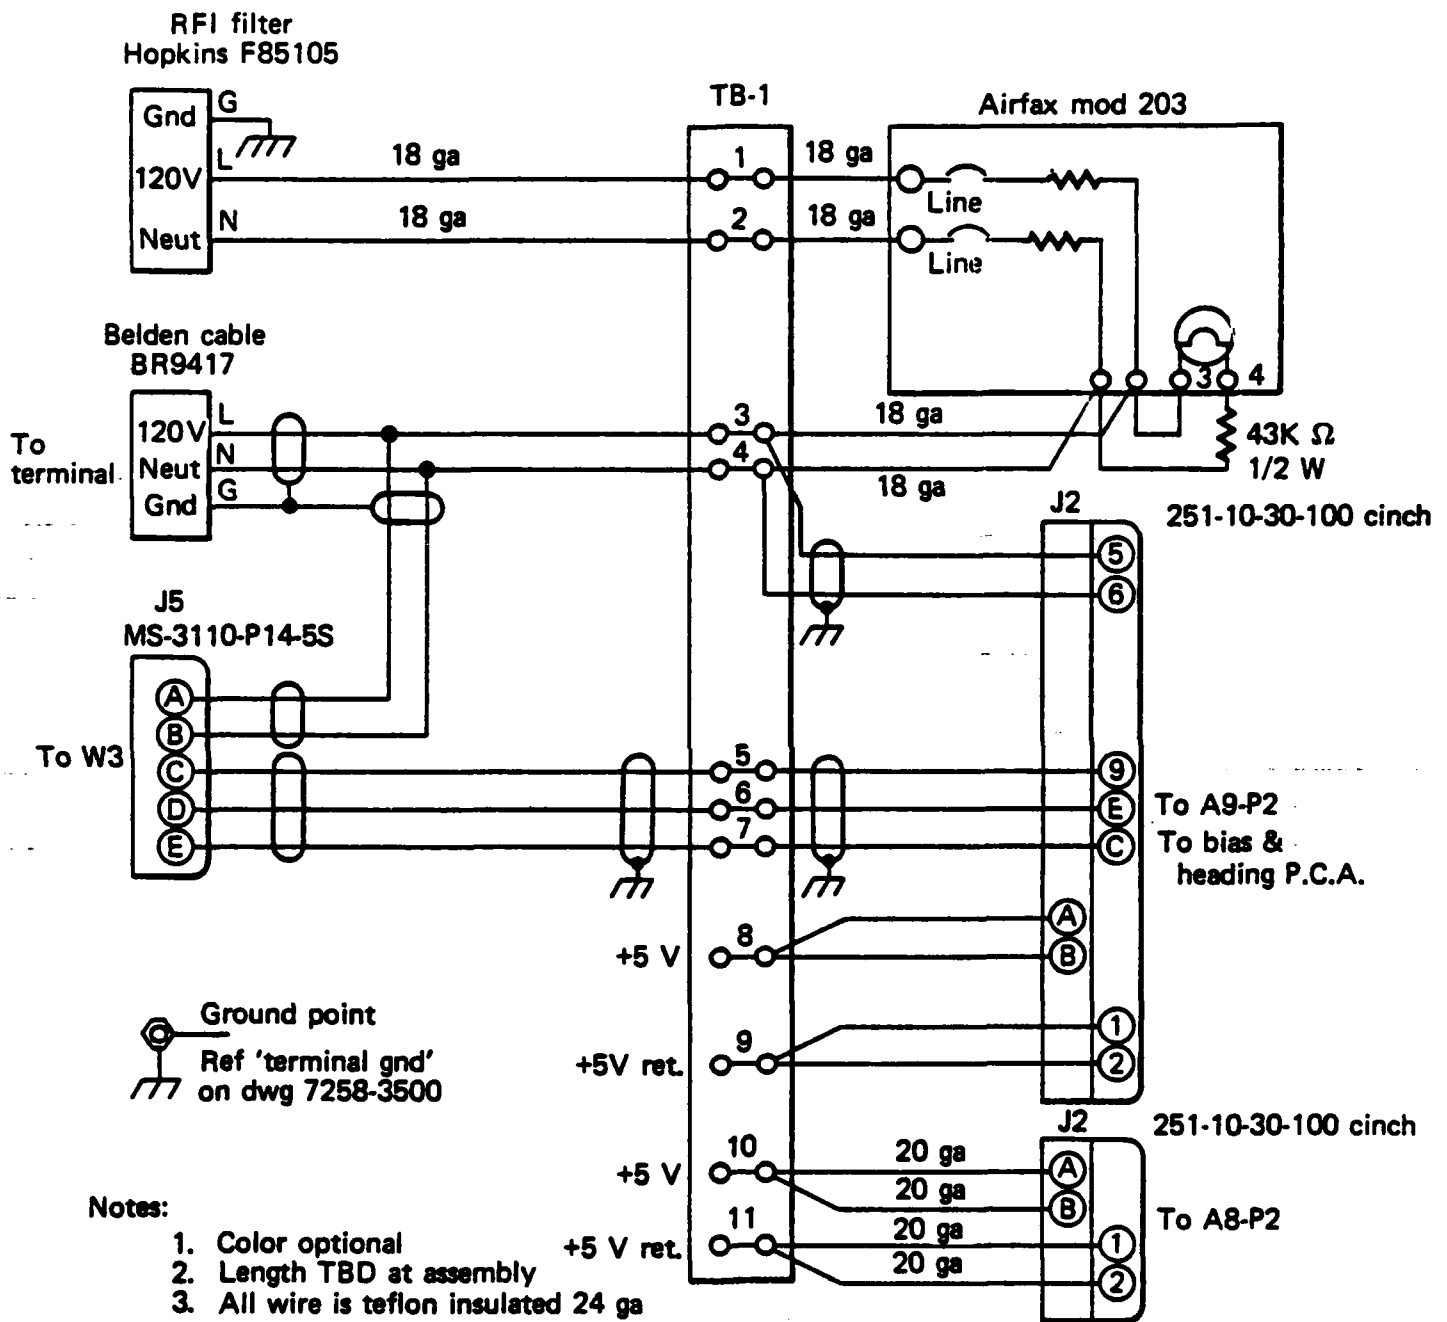 RFI filter
Hopkins F85105
Gnd
G
120V
L
Neut
N
18 ga
18 ga
TB-1
1
2
18 ga
18 ga
Airfax mod 203
Line
Line
3
4
43K Ω
1/2 W
Belden cable
BR9417
To
terminal
120V
L
Neut
N
Gnd
G
3
4
18 ga
18 ga
J2
251-10-30-100 cinch
5
6
J5
MS-3110-P14-5S
To W3
A
B
C
D
E
5
6
7
9
E
C
To A9-P2
To bias &
heading P.C.A.
+5 V
8
A
B
+5V ret.
9
1
2
Ground point
Ref 'terminal gnd'
on dwg 7258-3500
J2
251-10-30-100 cinch
+5 V
10
20 ga
20 ga
A
B
+5 V ret.
11
20 ga
20 ga
1
2
To A8-P2
Notes:
1. Color optional
2. Length TBD at assembly
3. All wire is teflon insulated 24 ga